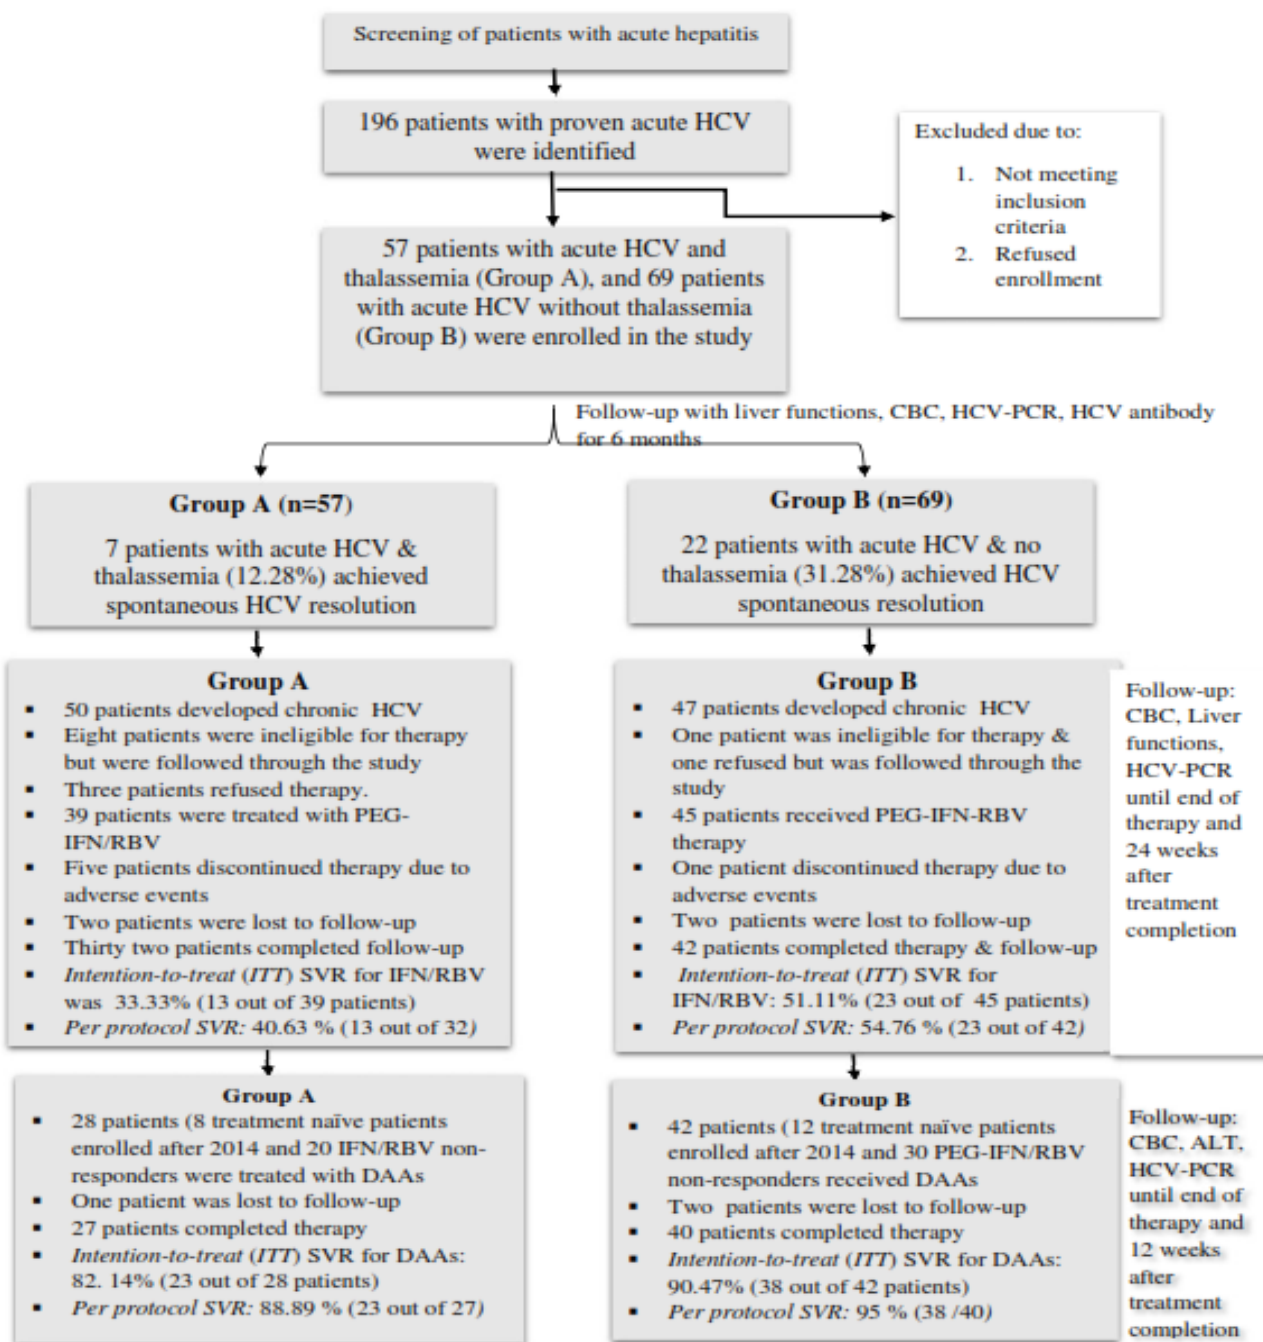 Screening of patients with acute hepatitis
196 patients with proven acute HCV
were identified
Excluded due to:
1. Not meeting
inclusion
criteria
2. Refused
enrollment
57 patients with acute HCV and
thalassemia (Group A), and 69 patients
with acute HCV without thalassemia
(Group B) were enrolled in the study
Follow-up with liver functions, CBC, HCV-PCR, HCV antibody
for 6 months
Group A (n=57)
7 patients with acute HCV &
thalassemia (12.28%) achieved
spontaneous HCV resolution
Group B (n=69)
22 patients with acute HCV & no
thalassemia (31.28%) achieved HCV
spontaneous resolution
Group A
▪ 50 patients developed chronic HCV
▪ Eight patients were ineligible for therapy
but were followed through the study
▪ Three patients refused therapy.
▪ 39 patients were treated with PEG-
IFN/RBV
▪ Five patients discontinued therapy due to
adverse events
▪ Two patients were lost to follow-up
▪ Thirty two patients completed follow-up
▪ Intention-to-treat (ITT) SVR for IFN/RBV
was 33.33% (13 out of 39 patients)
▪ Per protocol SVR: 40.63 % (13 out of 32)
Group B
▪ 47 patients developed chronic HCV
▪ One patient was ineligible for therapy &
one refused but was followed through the
study
▪ 45 patients received PEG-IFN-RBV
therapy
▪ One patient discontinued therapy due to
adverse events
▪ Two patients were lost to follow-up
▪ 42 patients completed therapy & follow-up
▪ Intention-to-treat (ITT) SVR for
IFN/RBV: 51.11% (23 out of 45 patients)
▪ Per protocol SVR: 54.76 % (23 out of 42)
Follow-up:
CBC, Liver
functions,
HCV-PCR
until end of
therapy and
24 weeks
after
treatment
completion
Group A
▪ 28 patients (8 treatment naïve patients
enrolled after 2014 and 20 IFN/RBV non-
responders were treated with DAAs
▪ One patient was lost to follow-up
▪ 27 patients completed therapy
▪ Intention-to-treat (ITT) SVR for DAAs:
82. 14% (23 out of 28 patients)
▪ Per protocol SVR: 88.89 % (23 out of 27)
Group B
▪ 42 patients (12 treatment naïve patients
enrolled after 2014 and 30 PEG-IFN/RBV
non-responders received DAAs
▪ Two patients were lost to follow-up
▪ 40 patients completed therapy
▪ Intention-to-treat (ITT) SVR for DAAs:
90.47% (38 out of 42 patients)
▪ Per protocol SVR: 95 % (38 /40)
Follow-up:
CBC, ALT,
HCV-PCR
until end of
therapy and
12 weeks
after
treatment
completion